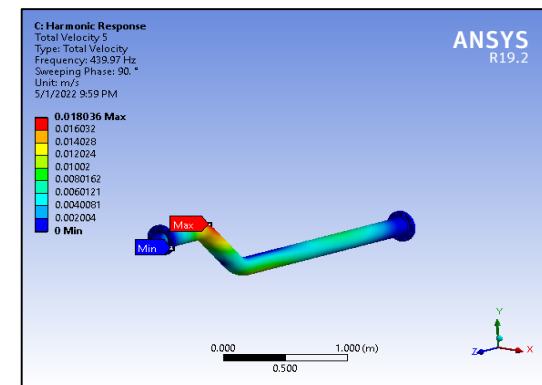 C: Harmonic Response
Total Velocity 5
Type: Total Velocity
Frequency: 439.97 Hz
Sweeping Phase: 90. °
Unit: m/s
5/1/2022 9:59 PM
0.018036 Max
0.016032
0.014028
0.012024
0.01002
0.0080162
0.0060121
0.0040081
0.002004
0 Min
ANSYS
R19.2
Max
Min
0.000
1.000 (m)
0.500
Y
Z
X